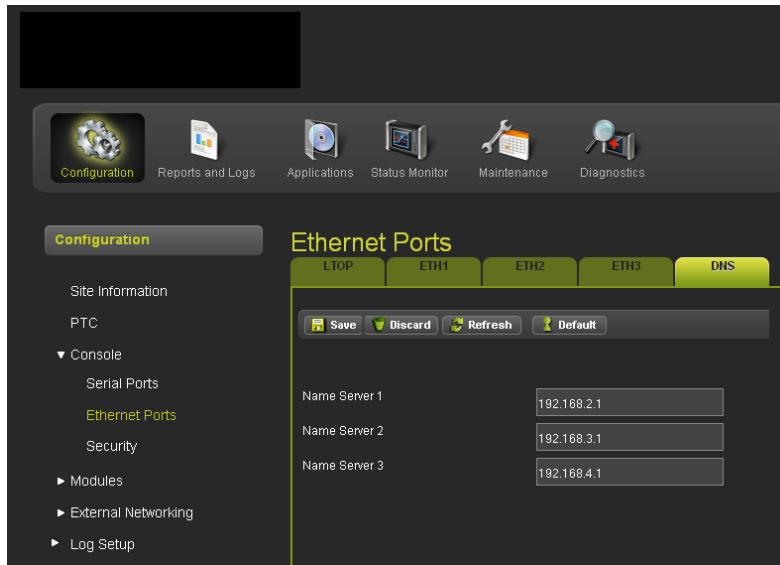 Configuration
Reports and Logs
Applications
Status Monitor
Maintenance
Diagnostics
Configuration
Site Information
PTC
Console
Serial Ports
Ethernet Ports
Security
Modules
External Networking
Log Setup
Ethernet Ports
LTOP ETH1 ETH2 ETH3 DNS
Save Discard Refresh Default
Name Server 1 192.168.2.1
Name Server 2 192.168.3.1
Name Server 3 192.168.4.1